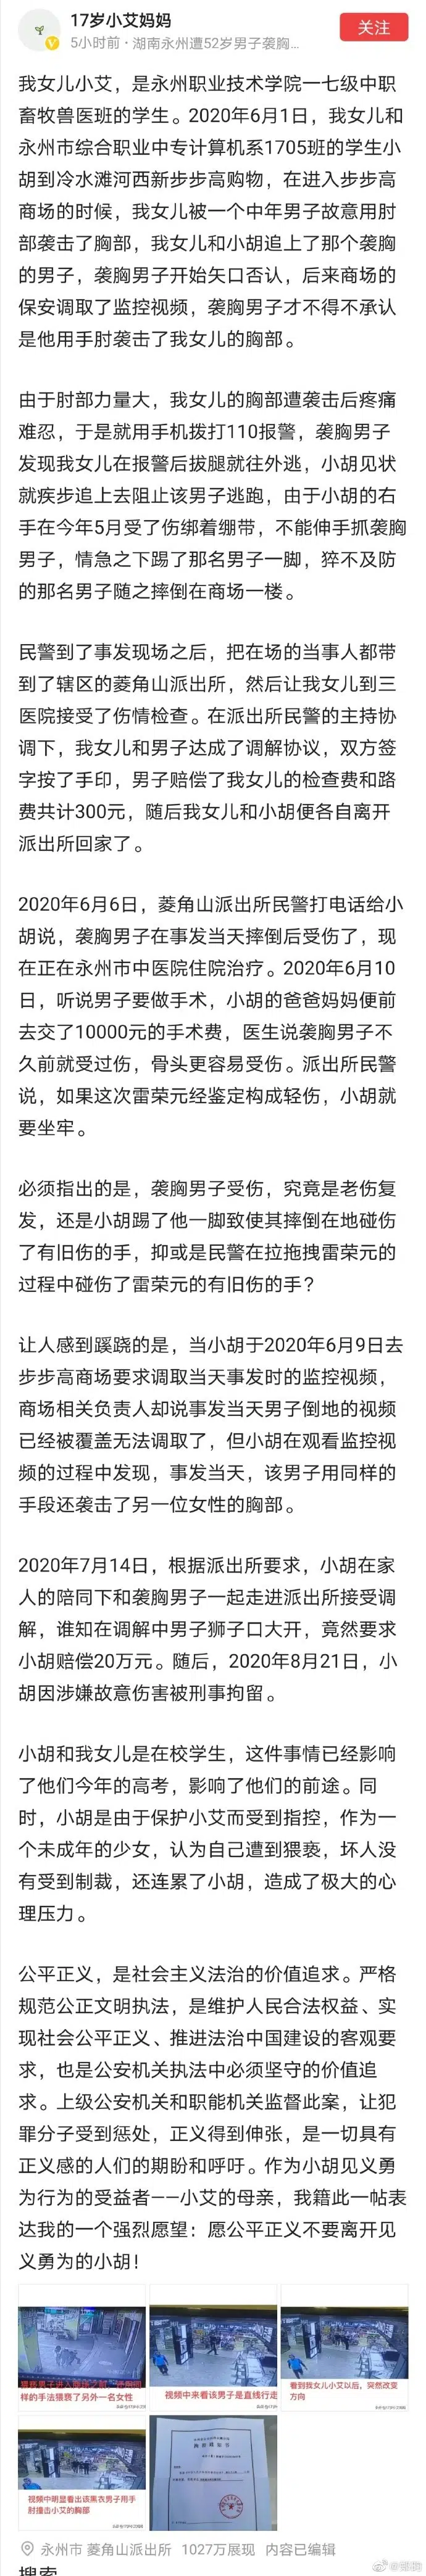 17岁小艾妈妈
关注
5小时前·湖南永州遭52岁男子袭胸...
我女儿小艾，是永州职业技术学院一七级中职
畜牧兽医班的学生。2020年6月1日，我女儿和
永州市综合职业中专计算机系1705班的学生小
胡到冷水滩河西新步步高购物，在进入步步高
商场的时候，我女儿被一个中年男子故意用肘
部袭击了胸部，我女儿和小胡追上了那个袭胸
的男子，袭胸男子开始矢口否认，后来商场的
保安调取了监控视频，袭胸男子才不得不承认
是他用手肘袭击了我女儿的胸部。
由于肘部力量大，我女儿的胸部遭袭击后疼痛
难忍，于是就用手机拨打110报警，袭胸男子
发现我女儿在报警后拔腿就往外逃，小胡见状
就疾步追上去阻止该男子逃跑，由于小胡的右
手在今年5月受了伤绑着绷带，不能伸手抓袭胸
男子，情急之下踢了那名男子一脚，猝不及防
的那名男子随之摔倒在商场一楼。
民警到了事发现场之后，把在场的当事人都带
到了辖区的菱角山派出所，然后让我女儿到三
医院接受了伤情检查。在派出所民警的主持协
调下，我女儿和男子达成了调解协议，双方签
字按了手印，男子赔偿了我女儿的检查费和路
费共计300元，随后我女儿和小胡便各自离开
派出所回家了。
2020年6月6日，菱角山派出所民警打电话给小
胡说，袭胸男子在事发当天摔倒后受伤了，现
在正在永州市中医院住院治疗。2020年6月10
日，听说男子要做手术，小胡的爸爸妈妈便前
去交了10000元的手术费，医生说袭胸男子不
久前就受过伤，骨头更容易受伤。派出所民警
说，如果这次雷荣元经鉴定构成轻伤，小胡就
要坐牢。
必须指出的是，袭胸男子受伤，究竟是老伤复
发，还是小胡踢了他一脚致使其摔倒在地碰伤
了有旧伤的手，抑或是民警在拉拖拽雷荣元的
过程中碰伤了雷荣元的有旧伤的手？
让人感到蹊跷的是，当小胡于2020年6月9日去
步步高商场要求调取当天事发时的监控视频，
商场相关负责人却说事发当天男子倒地的视频
已经被覆盖无法调取了，但小胡在观看监控视
频的过程中发现，事发当天，该男子用同样的
手段还袭击了另一位女性的胸部。
2020年7月14日，根据派出所要求，小胡在家
人的陪同下和袭胸男子一起走进派出所接受调
解，谁知在调解中男子狮子口大开，竟然要求
小胡赔偿20万元。随后，2020年8月21日，小
胡因涉嫌故意伤害被刑事拘留。
小胡和我女儿是在校学生，这件事情已经影响
了他们今年的高考，影响了他们的前途。同
时，小胡是由于保护小艾而受到指控，作为一
个未成年的少女，认为自己遭到猥亵，坏人没
有受到制裁，还连累了小胡，造成了极大的心
理压力。
公平正义，是社会主义法治的价值追求。严格
规范公正文明执法，是维护人民合法权益、实
现社会公平正义、推进法治中国建设的客观要
求，也是公安机关执法中必须坚守的价值追
求。上级公安机关和职能机关监督此案，让犯
罪分子受到惩处，正义得到伸张，是一切具有
正义感的人们的期盼和呼吁。作为小胡见义勇
为行为的受益者——小艾的母亲，我籍此一帖表
达我的一个强烈愿望：愿公平正义不要离开见
义勇为的小胡！
样的手法猥亵了另外一名女性
视频中来看该男子是直线行走
看到我女儿小艾以后，突然改变
方向
视频中明显看出该黑衣男子用手
肘撞击小艾的胸部
永州市 菱角山派出所 1027万展现 内容已编辑